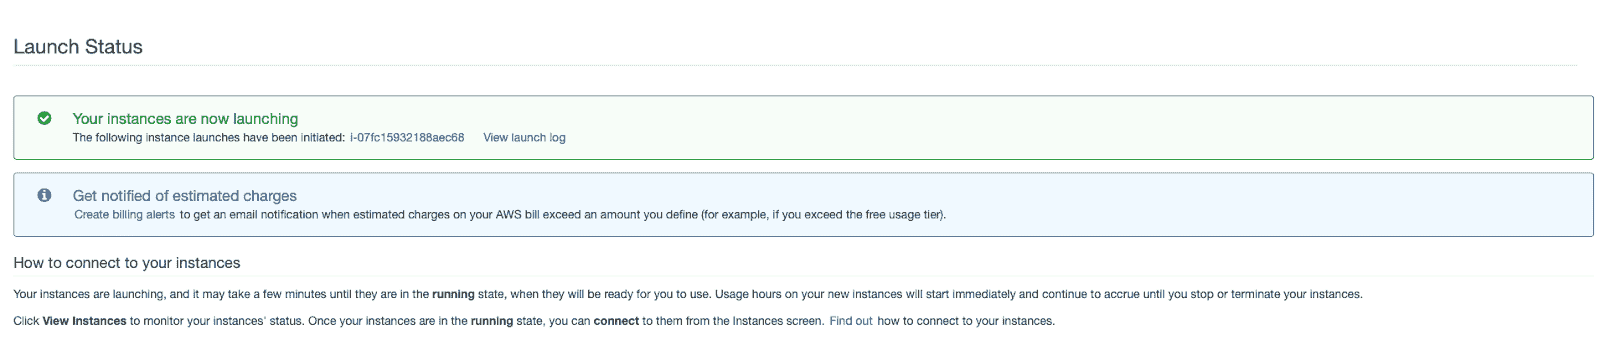 Launch Status
Your instances are now launching
The following instance launches have been initiated: i-07fc15932188aec68 View launch log
Get notified of estimated charges
Create billing alerts to get an email notification when estimated charges on your AWS bill exceed an amount you define (for example, if you exceed the free usage tier).
How to connect to your instances
Your instances are launching, and it may take a few minutes until they are in the running state, when they will be ready for you to use. Usage hours on your new instances will start immediately and continue to accrue until you stop or terminate your instances.
Click View Instances to monitor your instances' status. Once your instances are in the running state, you can connect to them from the Instances screen. Find out how to connect to your instances.